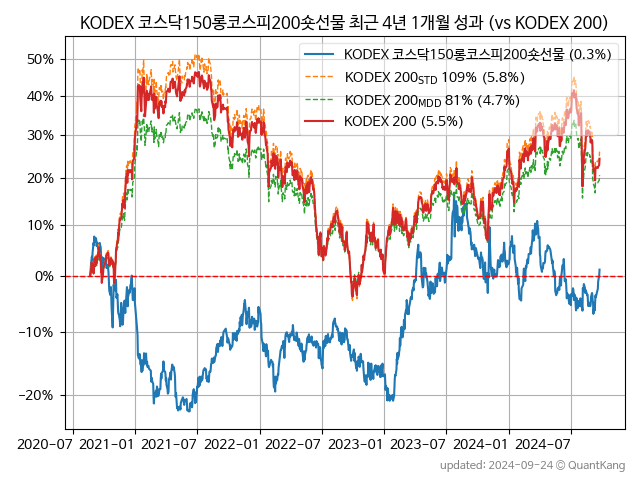 KODEX 코스닥150롱코스피200숏선물 최근 4년 1개월 성과 (vs KODEX 200)
KODEX 코스닥150롱코스피200숏선물 (0.3%)
KODEX 200STD 109% (5.8%)
KODEX 200MDD 81% (4.7%)
KODEX 200 (5.5%)
50%
40%
30%
20%
10%
0%
-10%
-20%
2020-07 2021-01 2021-07 2022-01 2022-07 2023-01 2023-07 2024-01 2024-07
updated: 2024-09-24 © QuantKang